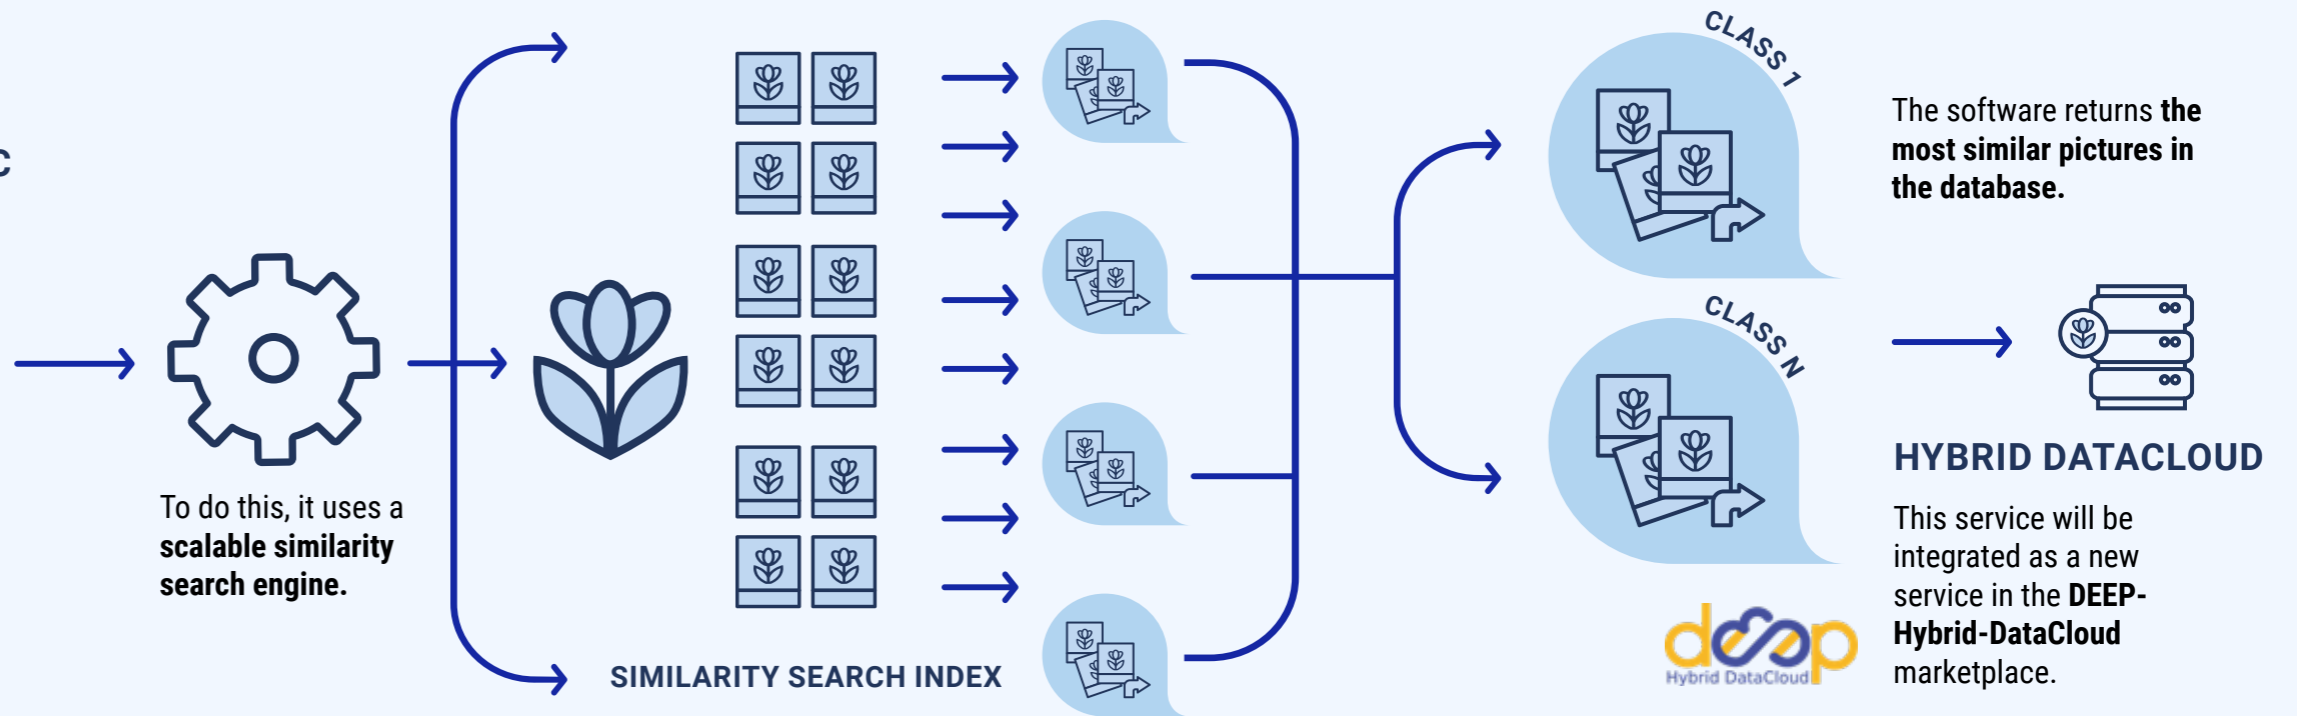 C
To do this, it uses a
scalable similarity
search engine.
SIMILARITY SEARCH INDEX
CLASS 1
The software returns the
most similar pictures in
the database.
CLASS N
HYBRID DATACLOUD
This service will be
integrated as a new
service in the DEEP-
Hybrid-DataCloud
marketplace.
deep
Hybrid DataCloud